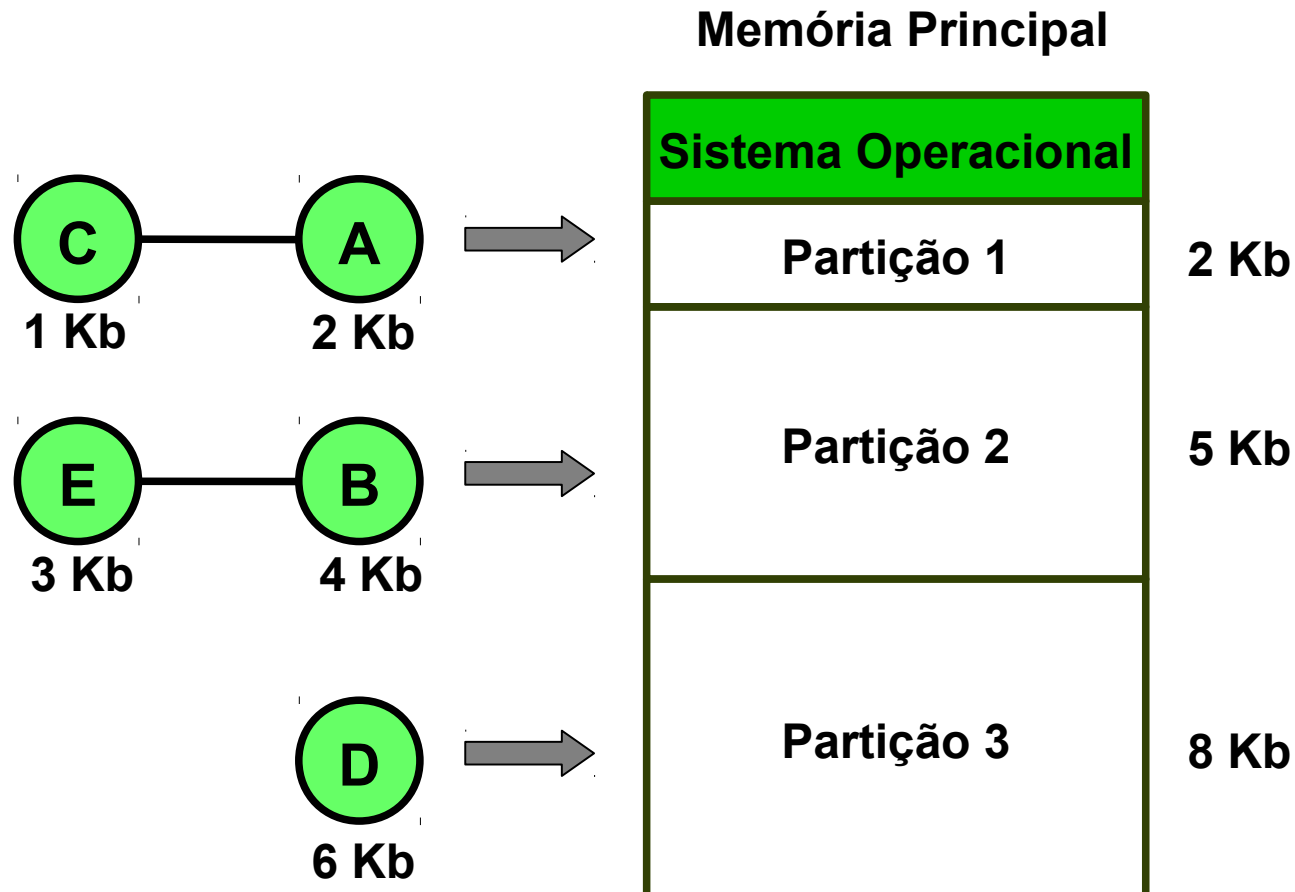 Memória Principal
Sistema Operacional
C
A
Partição 1
2 Kb
1 Kb
2 Kb
E
B
Partição 2
5 Kb
3 Kb
4 Kb
D
Partição 3
8 Kb
6 Kb